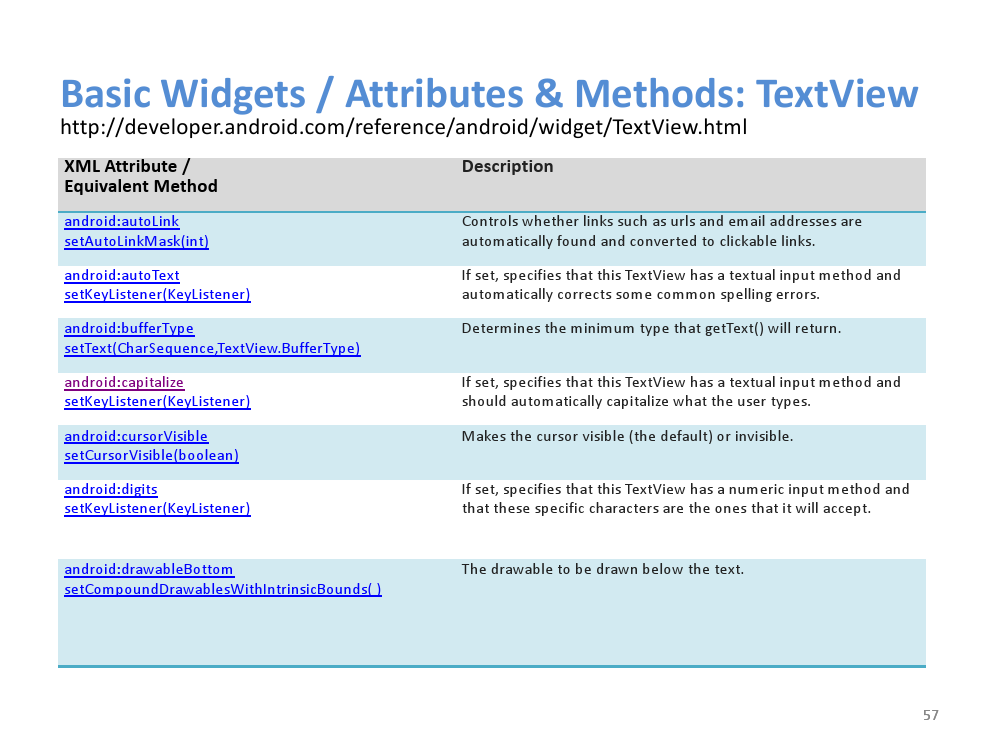 Basic Widgets / Attributes & Methods: TextView
http://developer.android.com/reference/android/widget/TextView.html
XML Attribute /
Equivalent Method
Description
android:autoLink
setAutoLinkMask(int)
Controls whether links such as urls and email addresses are
automatically found and converted to clickable links.
android:autoText
setKeyListener(KeyListener)
If set, specifies that this TextView has a textual input method and
automatically corrects some common spelling errors.
android:bufferType
setText(CharSequence,TextView.BufferType)
Determines the minimum type that getText() will return.
android:capitalize
setKeyListener(KeyListener)
If set, specifies that this TextView has a textual input method and
should automatically capitalize what the user types.
android:cursorVisible
setCursorVisible(boolean)
Makes the cursor visible (the default) or invisible.
android:digits
setKeyListener(KeyListener)
If set, specifies that this TextView has a numeric input method and
that these specific characters are the ones that it will accept.
android:drawableBottom
setCompoundDrawablesWithIntrinsicBounds( )
The drawable to be drawn below the text.
57